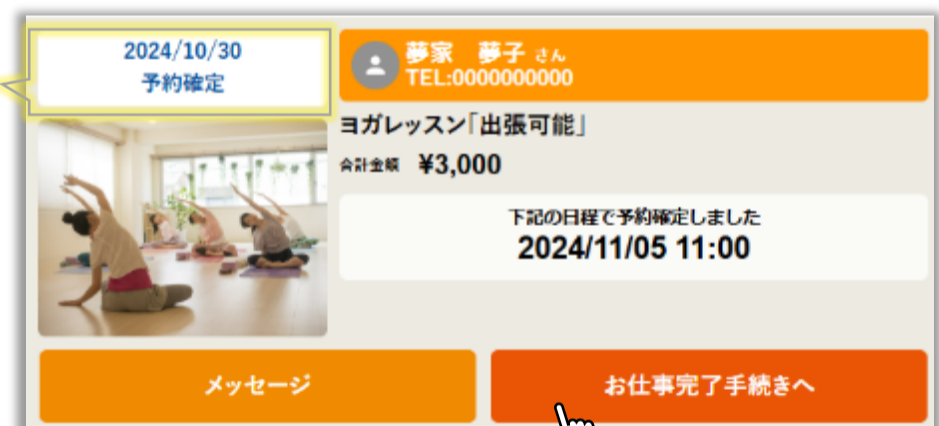 2024/10/30
予約確定
夢家　夢子 さん
TEL:0000000000
ヨガレッスン「出張可能」
合計金額 ¥3,000
下記の日程で予約確定しました
2024/11/05 11:00
メッセージ
お仕事完了手続きへ